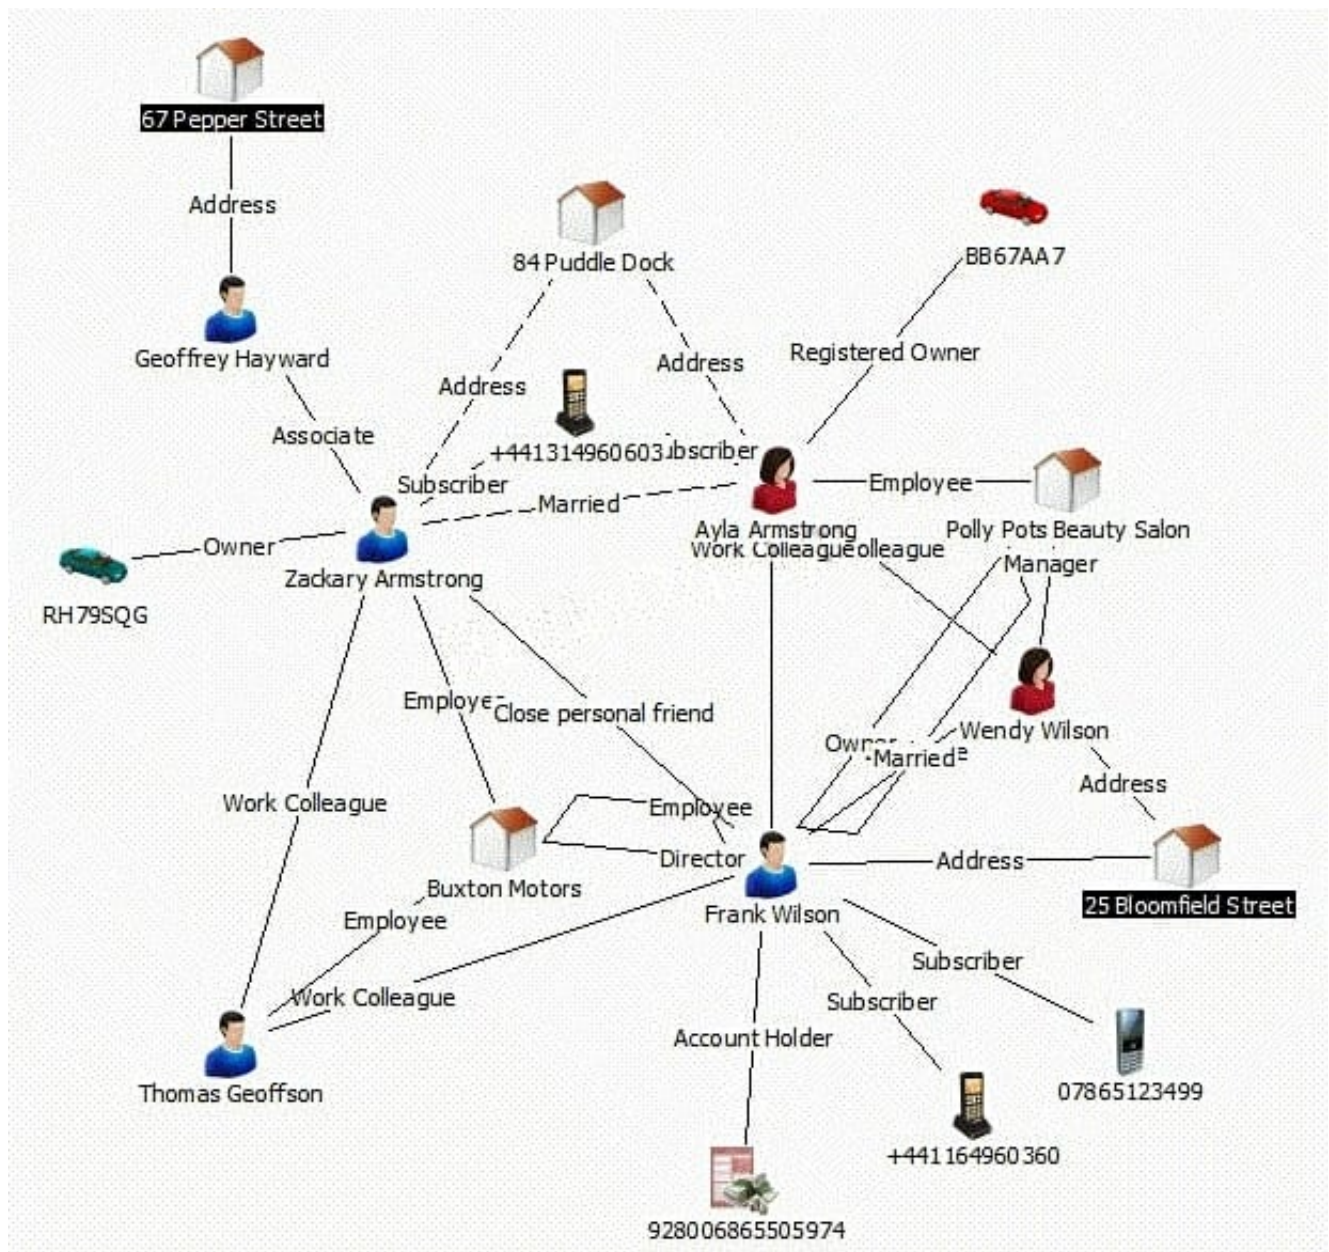 67 Pepper Street
Address
84 Puddle Dock
BB67AA7
Geoffrey Hayward
Registered Owner
Address
Address
Associate
+441314960603
Subscriber
Married
Employee
Ayla Armstrong
Polly Pots Beauty Salon
Work Colleague
Manager
Owner
Zackary Armstrong
RH79SQG
Employee
Close personal friend
Wendy Wilson
Owner
Married
Address
Work Colleague
Employee
Director
Address
Buxton Motors
25 Bloomfield Street
Frank Wilson
Employee
Subscriber
Work Colleague
Subscriber
Account Holder
Thomas Geoffson
07865123499
+441164960360
928006865505974